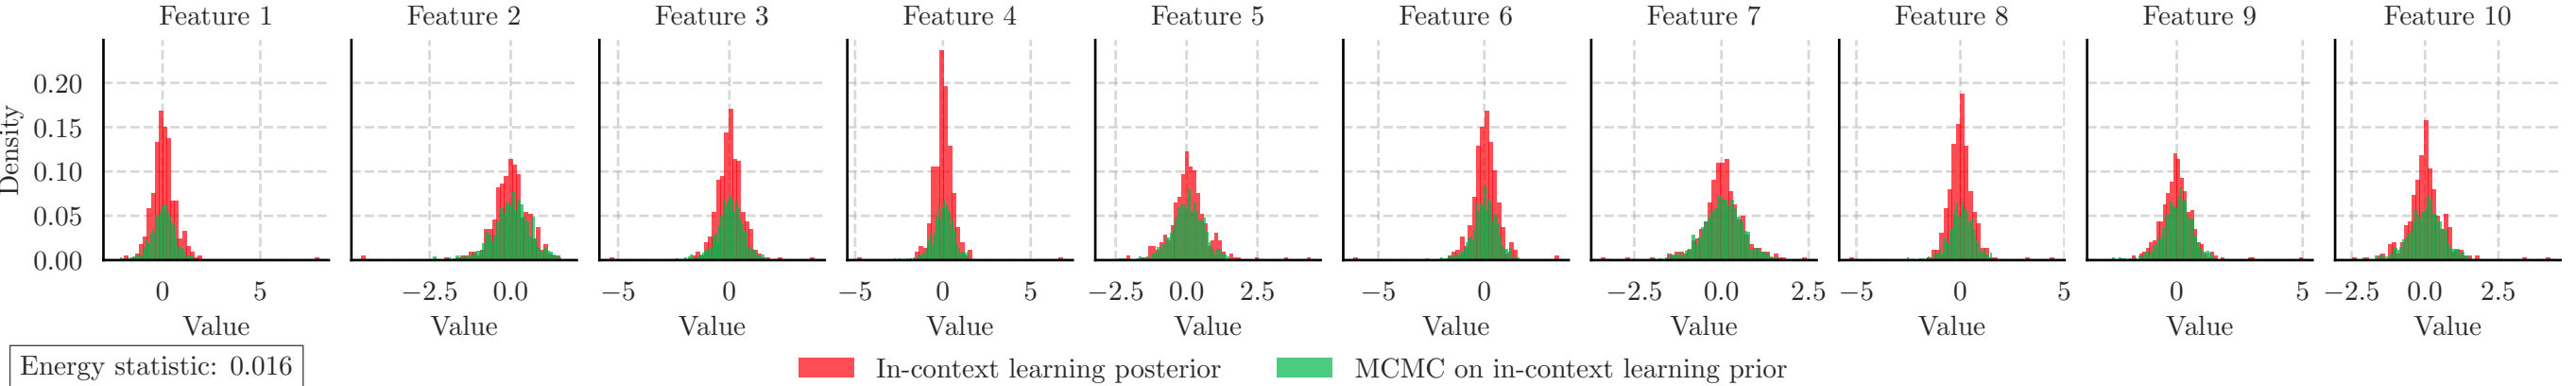 Feature 1 Feature 2 Feature 3 Feature 4 Feature 5 Feature 6 Feature 7 Feature 8 Feature 9 Feature 10
Density
0.20
0.15
0.10
0.05
0.00
0 5 −2.5 0.0 −5 0 −5 0 5 −2.5 0.0 2.5 −5 0 −2.5 0.0 2.5 −5 0 5 0 5 −2.5 0.0 2.5
Value Value Value Value Value Value Value Value Value Value
Energy statistic: 0.016
In-context learning posterior MCMC on in-context learning prior